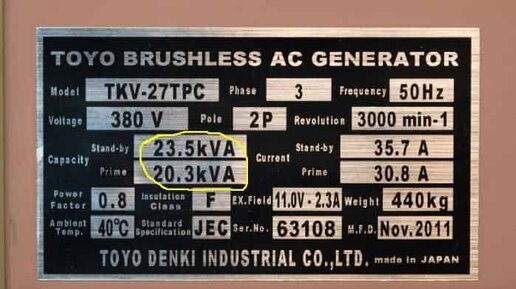 TOYO BRUSHLESS AC GENERATOR
Model TKV-27TPC Phase 3 Frequency 50Hz
Voltage 380 V Pole 2P Revolution 3000 min-1
Capacity Stand-by 23.5kVA Current Stand-by 35.7 A
Prime 20.3kVA Prime 30.8 A
Power Factor 0.8 Insulation Class F EX.Field 11.0V - 2.3A Weight 440kg
Ambient Temp. 40℃ Standard Specification JEC Ser.No. 63108 M.F.D. Nov.2011
TOYO DENKI INDUSTRIAL CO.,LTD. made in JAPAN